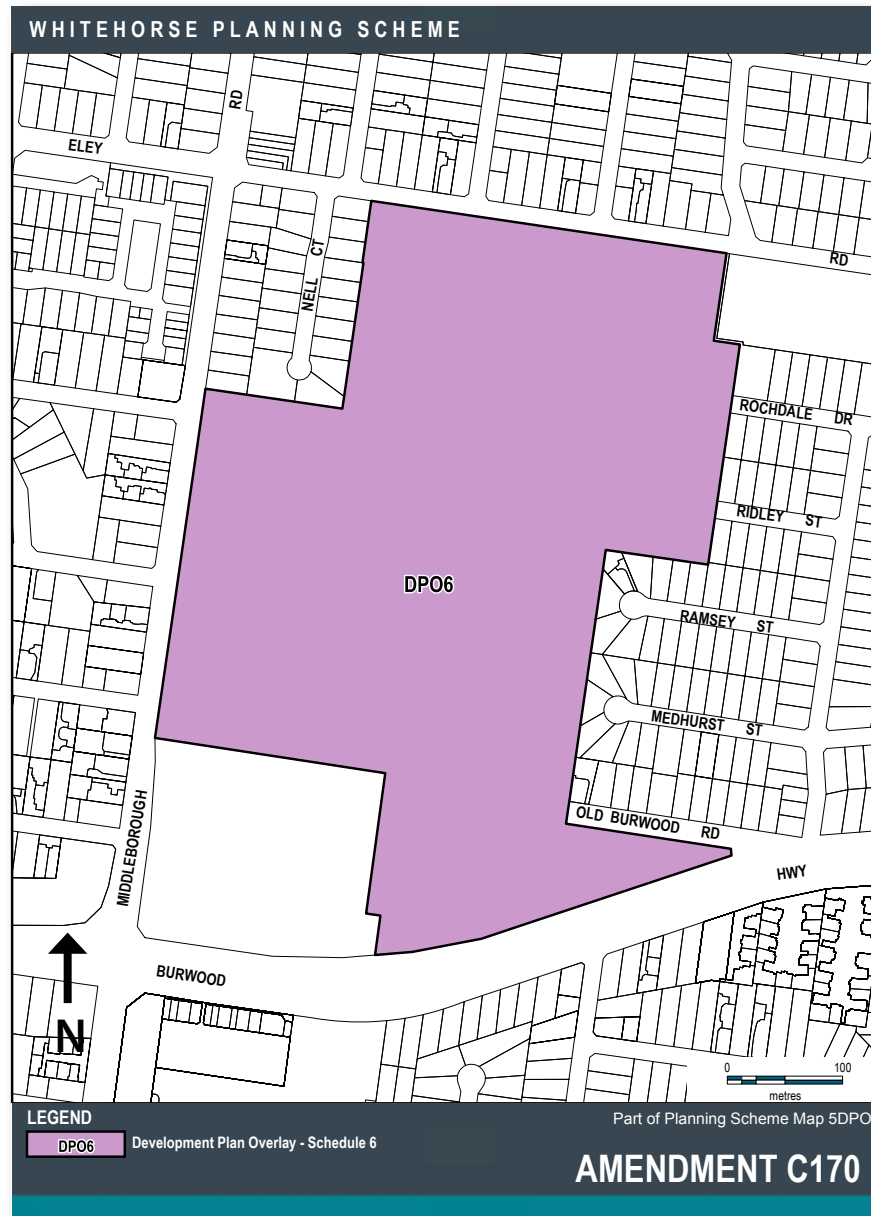 WHITEHORSE PLANNING SCHEME
RD
ELEY
NELL CT
RD
ROCHDALE DR
RIDLEY ST
DPO6
RAMSEY ST
MEDHURST ST
OLD BURWOOD RD
MIDDLEBOROUGH
HWY
BURWOOD
N
0 100
metres
LEGEND
DPO6 Development Plan Overlay - Schedule 6
Part of Planning Scheme Map 5DPO
AMENDMENT C170